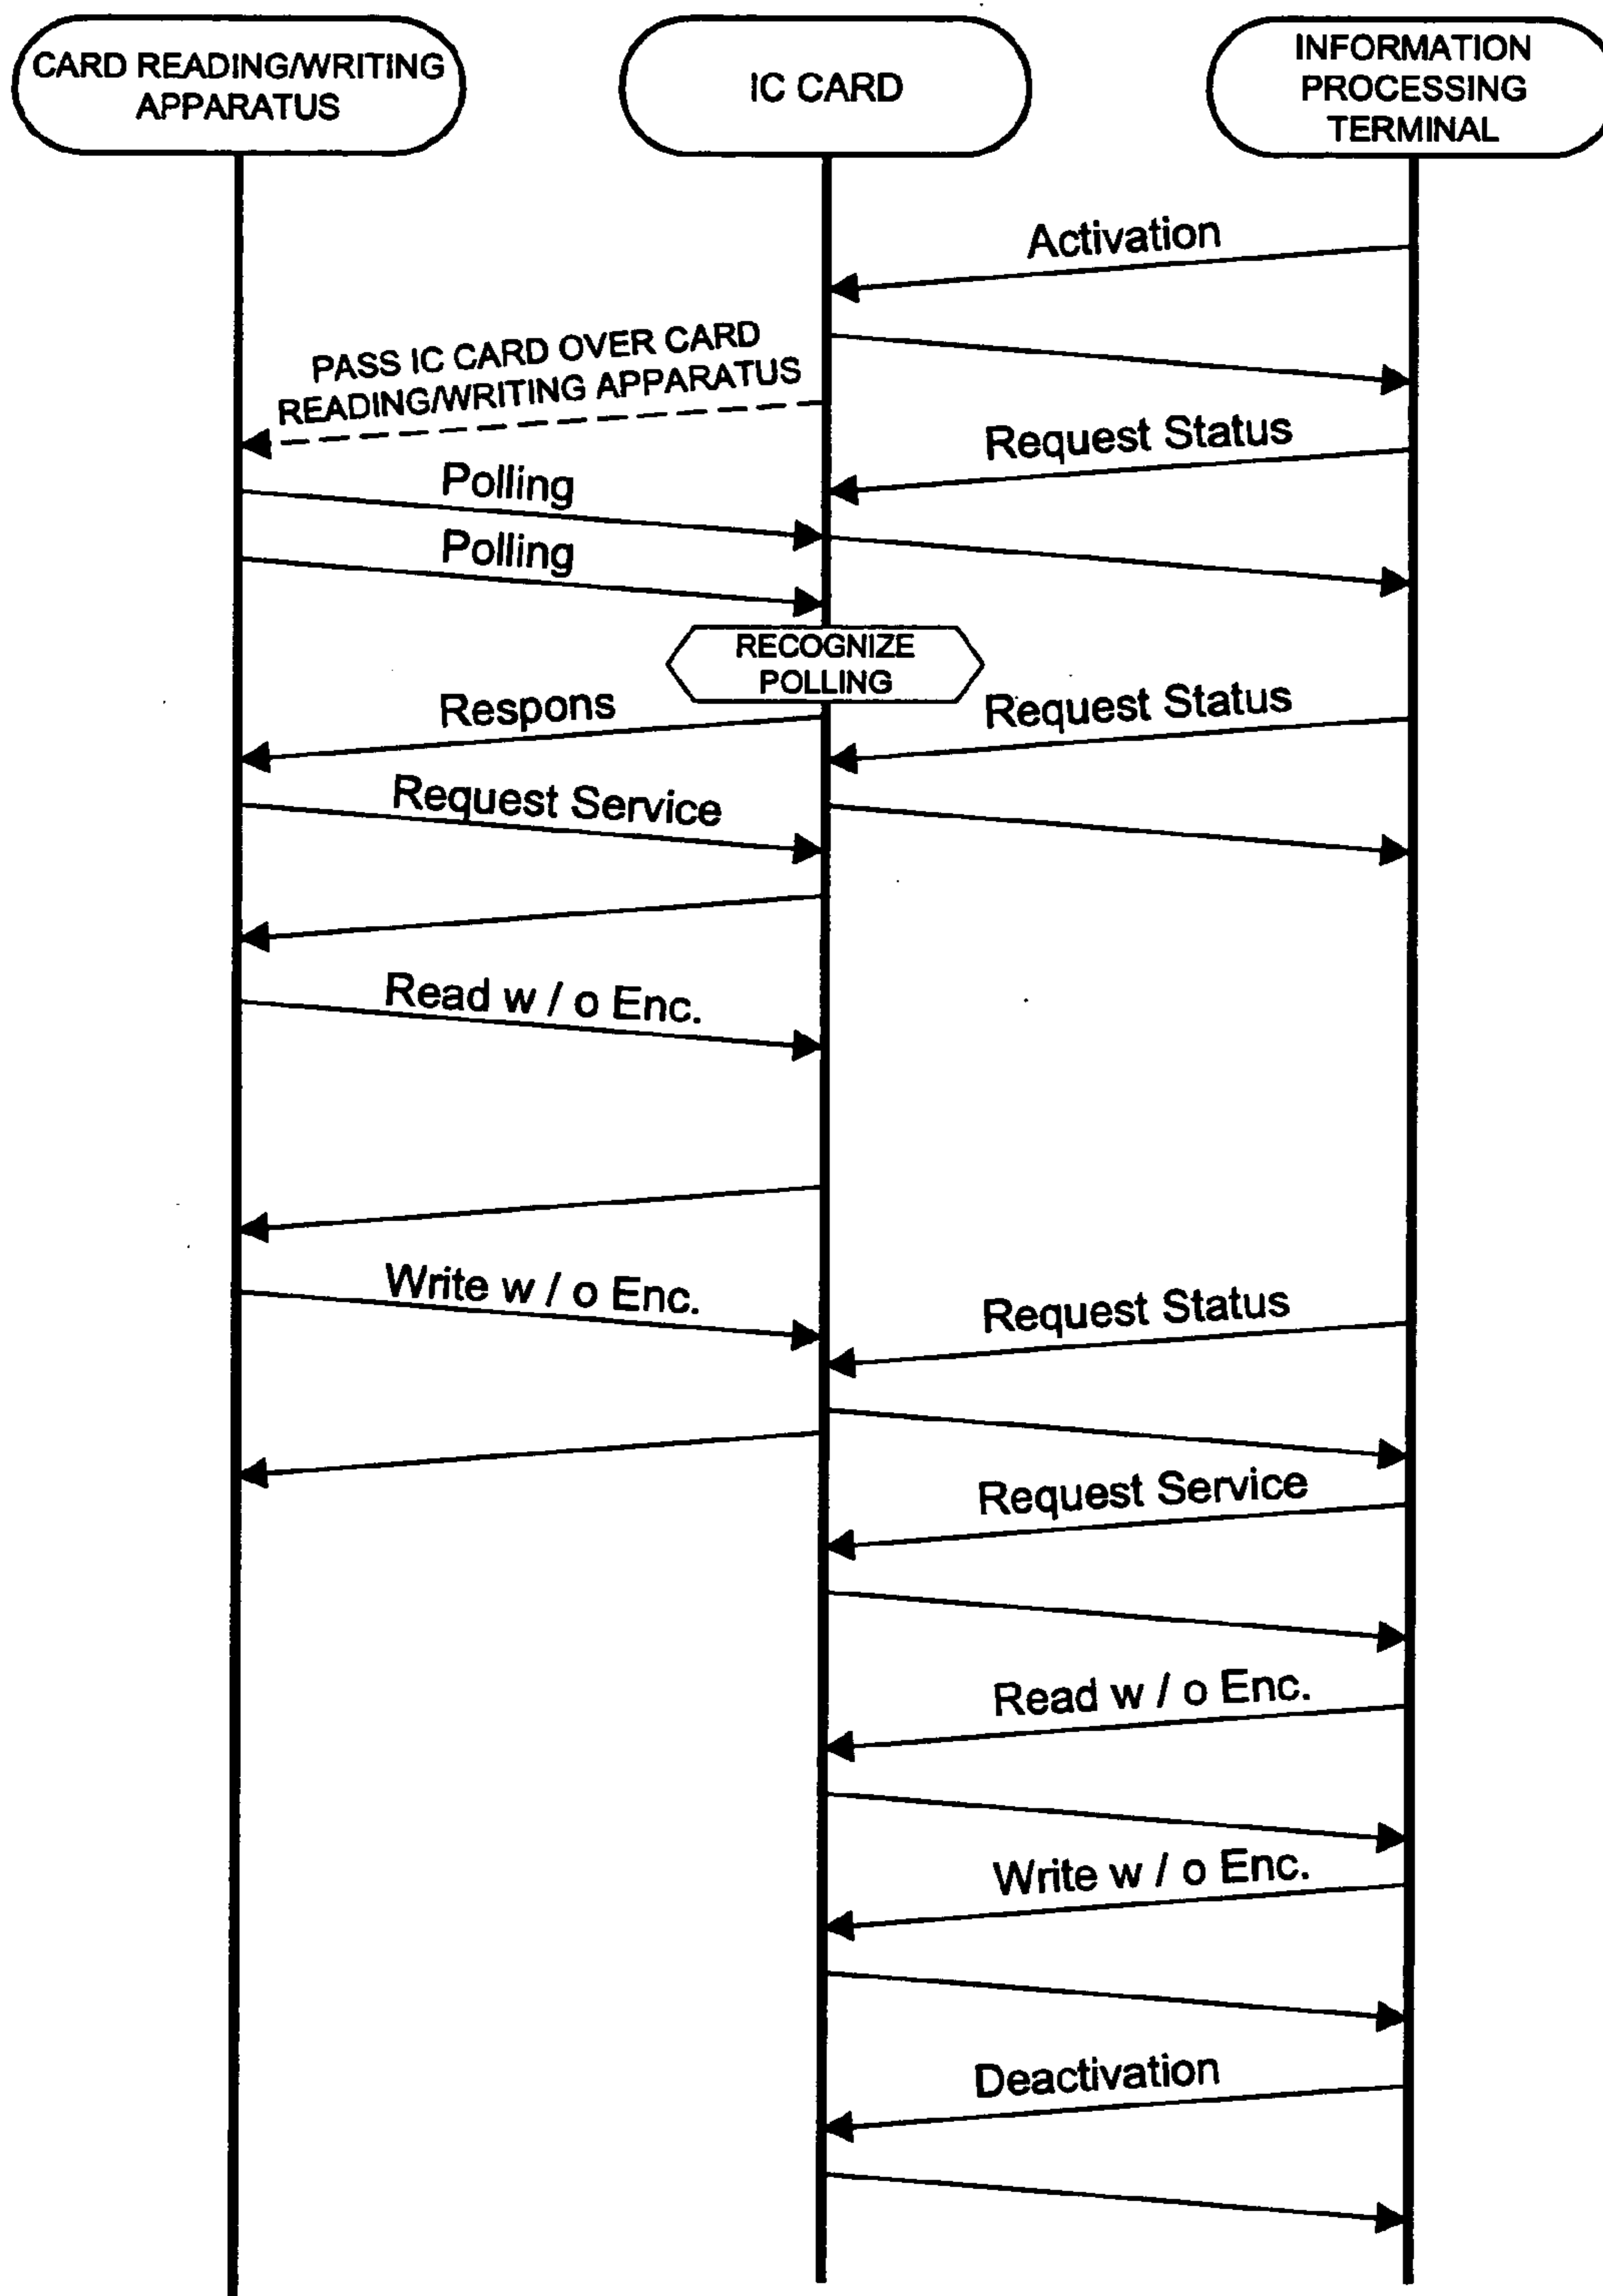 CARD READING/WRITING
APPARATUS
IC CARD
INFORMATION
PROCESSING
TERMINAL
Activation
PASS IC CARD OVER CARD
READING/WRITING APPARATUS
Request Status
Polling
Polling
RECOGNIZE
POLLING
Respons
Request Status
Request Service
Read w / o Enc.
Write w / o Enc.
Request Status
Request Service
Read w / o Enc.
Write w / o Enc.
Deactivation